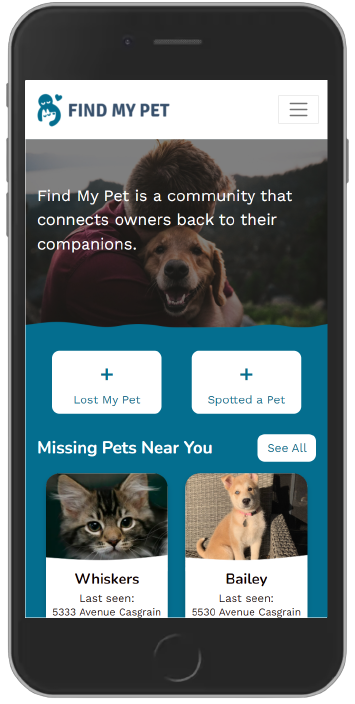 FIND MY PET
Find My Pet is a community that
connects owners back to their
companions.
+ +
Lost My Pet Spotted a Pet
Missing Pets Near You See All
Whiskers Bailey
Last seen: Last seen:
5333 Avenue Casgrain 5530 Avenue Casgrain